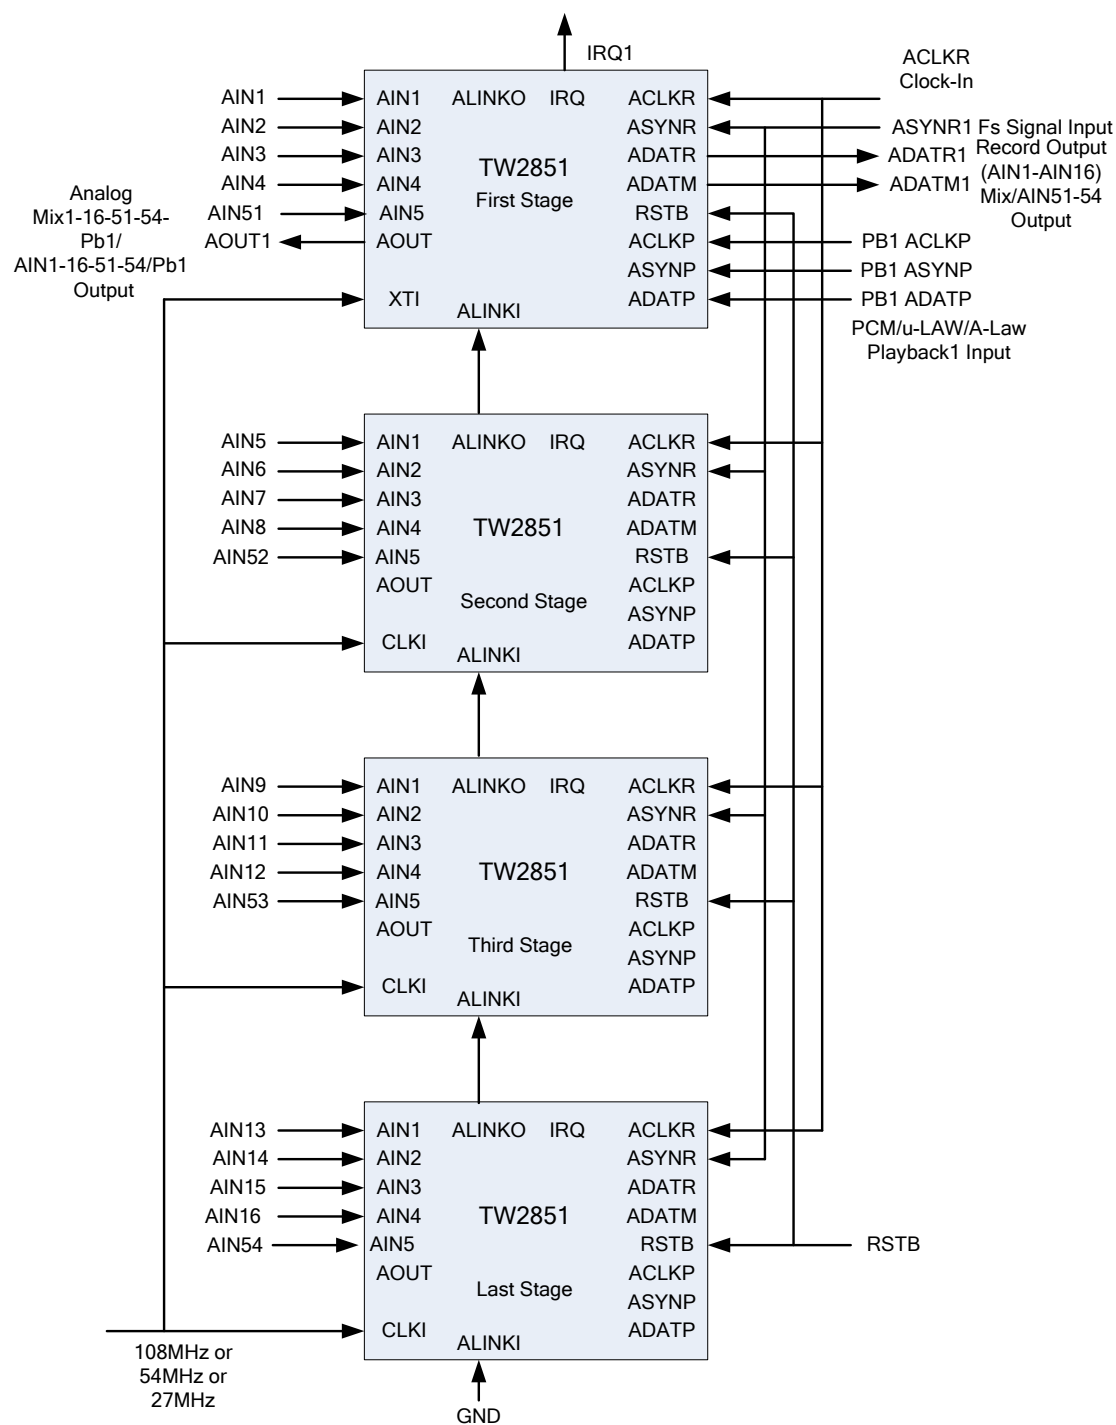 IRQ1
ACLKR
Clock-In
AIN1 AIN1 ALINKO IRQ ACLKR
AIN2 AIN2 ASYNR ASYNR1 Fs Signal Input
AIN3 AIN3 TW2851 ADATR ADATR1 Record Output
(AIN1-AIN16)
AIN4 AIN4 First Stage ADATM ADATM1 Mix/AIN51-54
Output
Analog
Mix1-16-51-54-
Pb1/
AIN1-16-51-54/Pb1
Output
AIN51 AIN5 RSTB
AOUT1 AOUT ACLKP PB1 ACLKP
ASYNP PB1 ASYNP
XTI ALINKI ADATP PB1 ADATP
PCM/u-LAW/A-Law
Playback1 Input
AIN5 AIN1 ALINKO IRQ ACLKR
AIN6 AIN2 ASYNR
AIN7 AIN3 ADATR
AIN8 AIN4 TW2851 ADATM
AIN52 AIN5 RSTB
AOUT ACLKP
Second Stage ASYNP
CLKI ALINKI ADATP
AIN9 AIN1 ALINKO IRQ ACLKR
AIN10 AIN2 ASYNR
AIN11 AIN3 ADATR
AIN12 AIN4 TW2851 ADATM
AIN53 AIN5 RSTB
AOUT ACLKP
Third Stage ASYNP
CLKI ALINKI ADATP
AIN13 AIN1 ALINKO IRQ ACLKR
AIN14 AIN2 ASYNR
AIN15 AIN3 ADATR
AIN16 AIN4 TW2851 ADATM
AIN54 AIN5 RSTB RSTB
AOUT ACLKP
Last Stage ASYNP
CLKI ALINKI ADATP
108MHz or
54MHz or
27MHz
GND